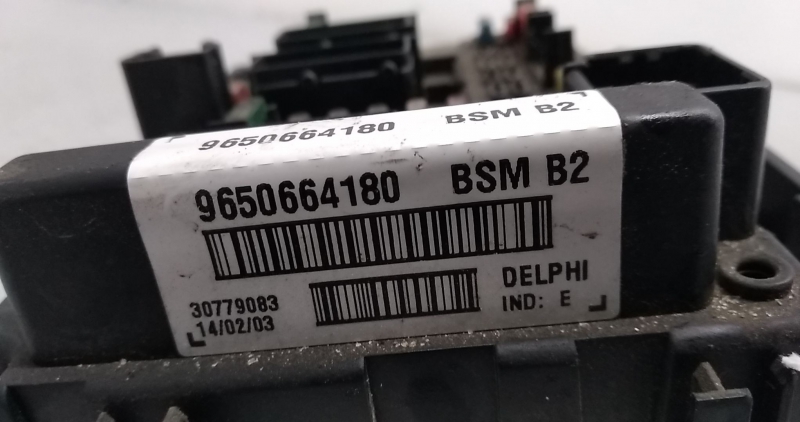 9650664180 BSM B2
9650664180 BSM B2
30779083
14/02/03
DELPHI
IND: E